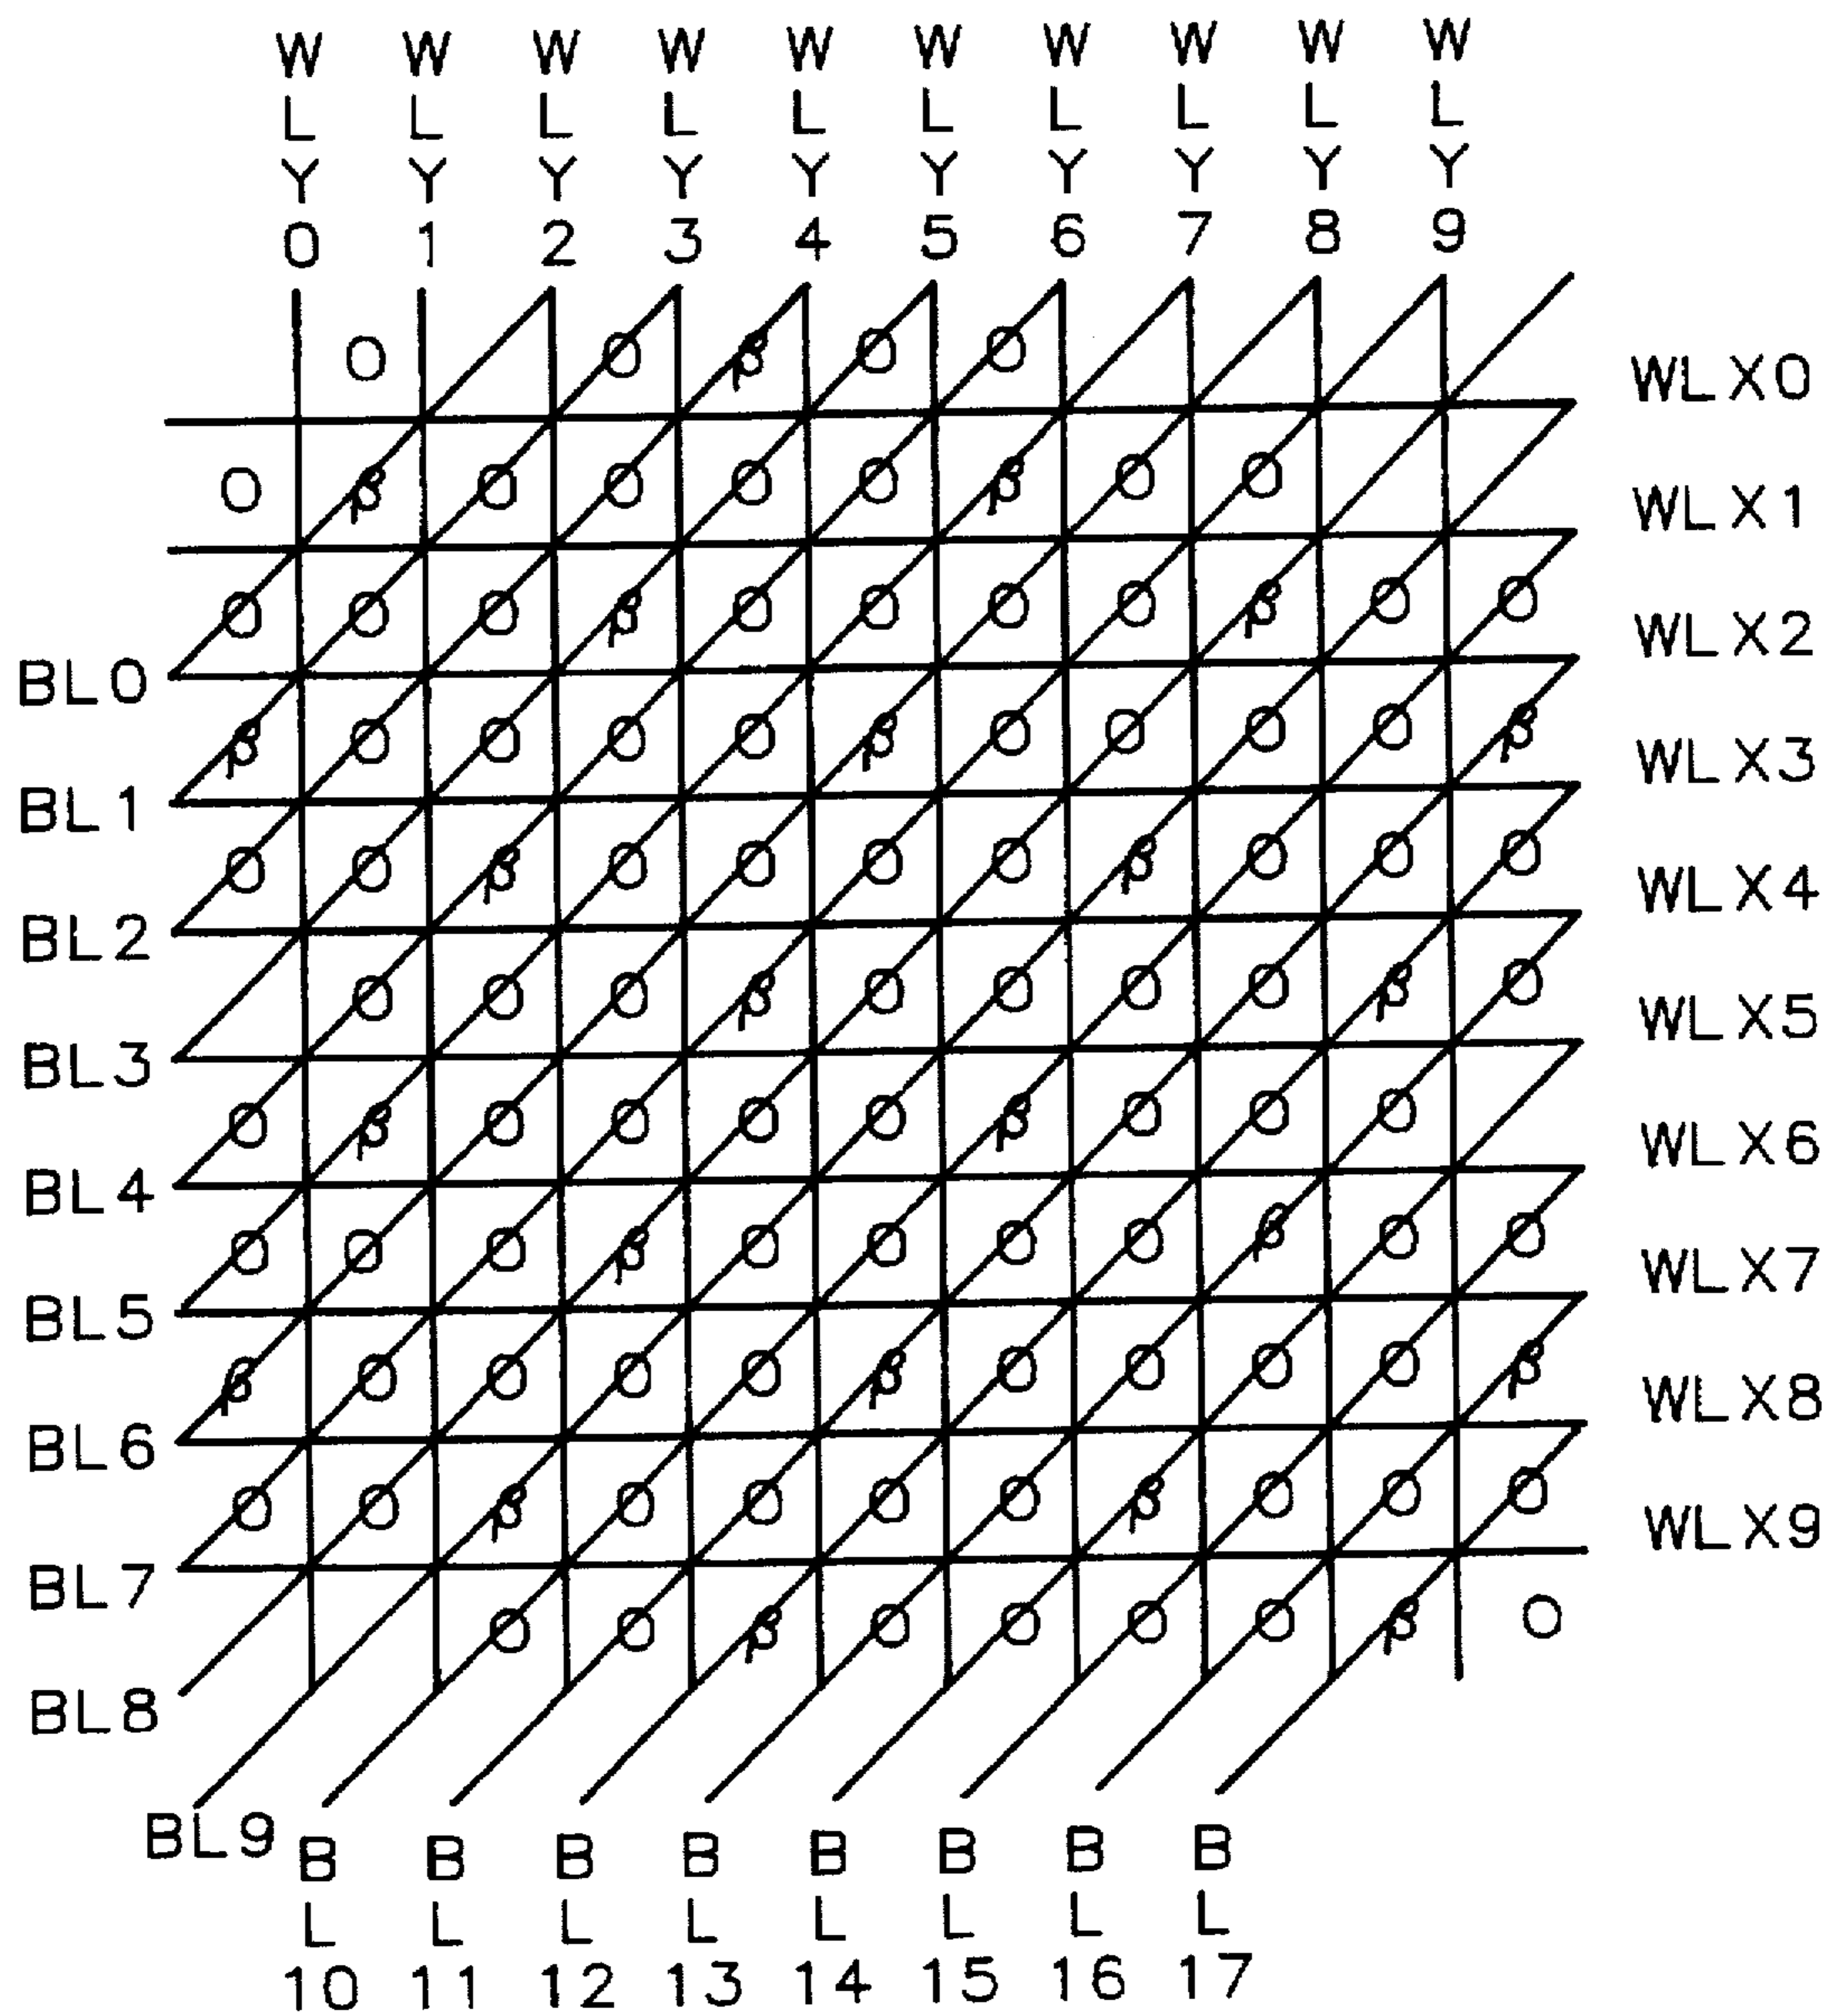 WLY0
WLY1
WLY2
WLY3
WLY4
WLY5
WLY6
WLY7
WLY8
WLY9
O O β O O
WLX0
O β O O O O β O O
WLX1
O O O β O O O O β O O
WLX2
BL0
β O O O O β O O O O β
WLX3
BL1
O O β O O O O β O O O
WLX4
BL2
O O O β O O O O β O
WLX5
BL3
O β O O O O β O O O
WLX6
BL4
O O O β O O O O β O O
WLX7
BL5
β O O O O β O O O O β
WLX8
BL6
O O β O O O O β O O O
WLX9
BL7
O O β O O O O β O
BL8
BL9
BL10
BL11
BL12
BL13
BL14
BL15
BL16
BL17